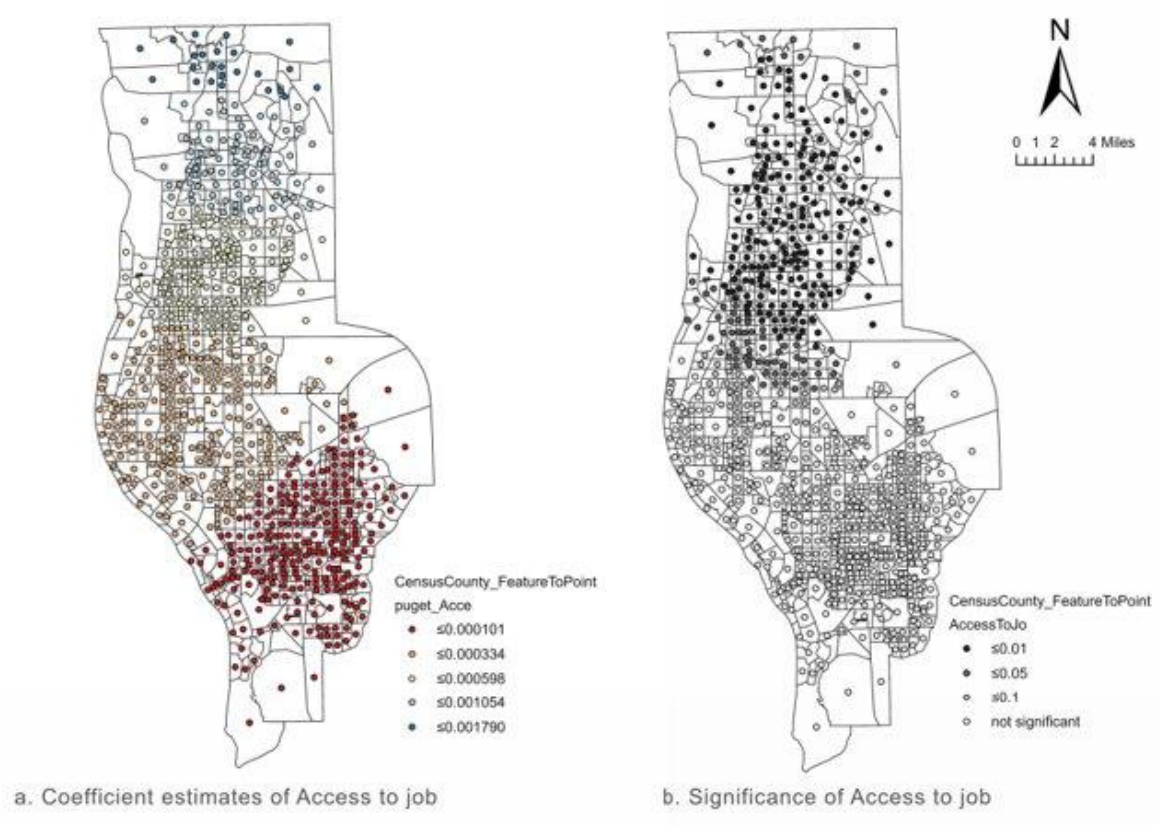 N
0 1 2 4 Miles
CensusCounty_FeatureToPoint
puget_Acce
≤0.000101
≤0.000334
≤0.000598
≤0.001054
≤0.001790
CensusCounty_FeatureToPoint
AccessToJo
≤0.01
≤0.05
≤0.1
not significant
a. Coefficient estimates of Access to job
b. Significance of Access to job